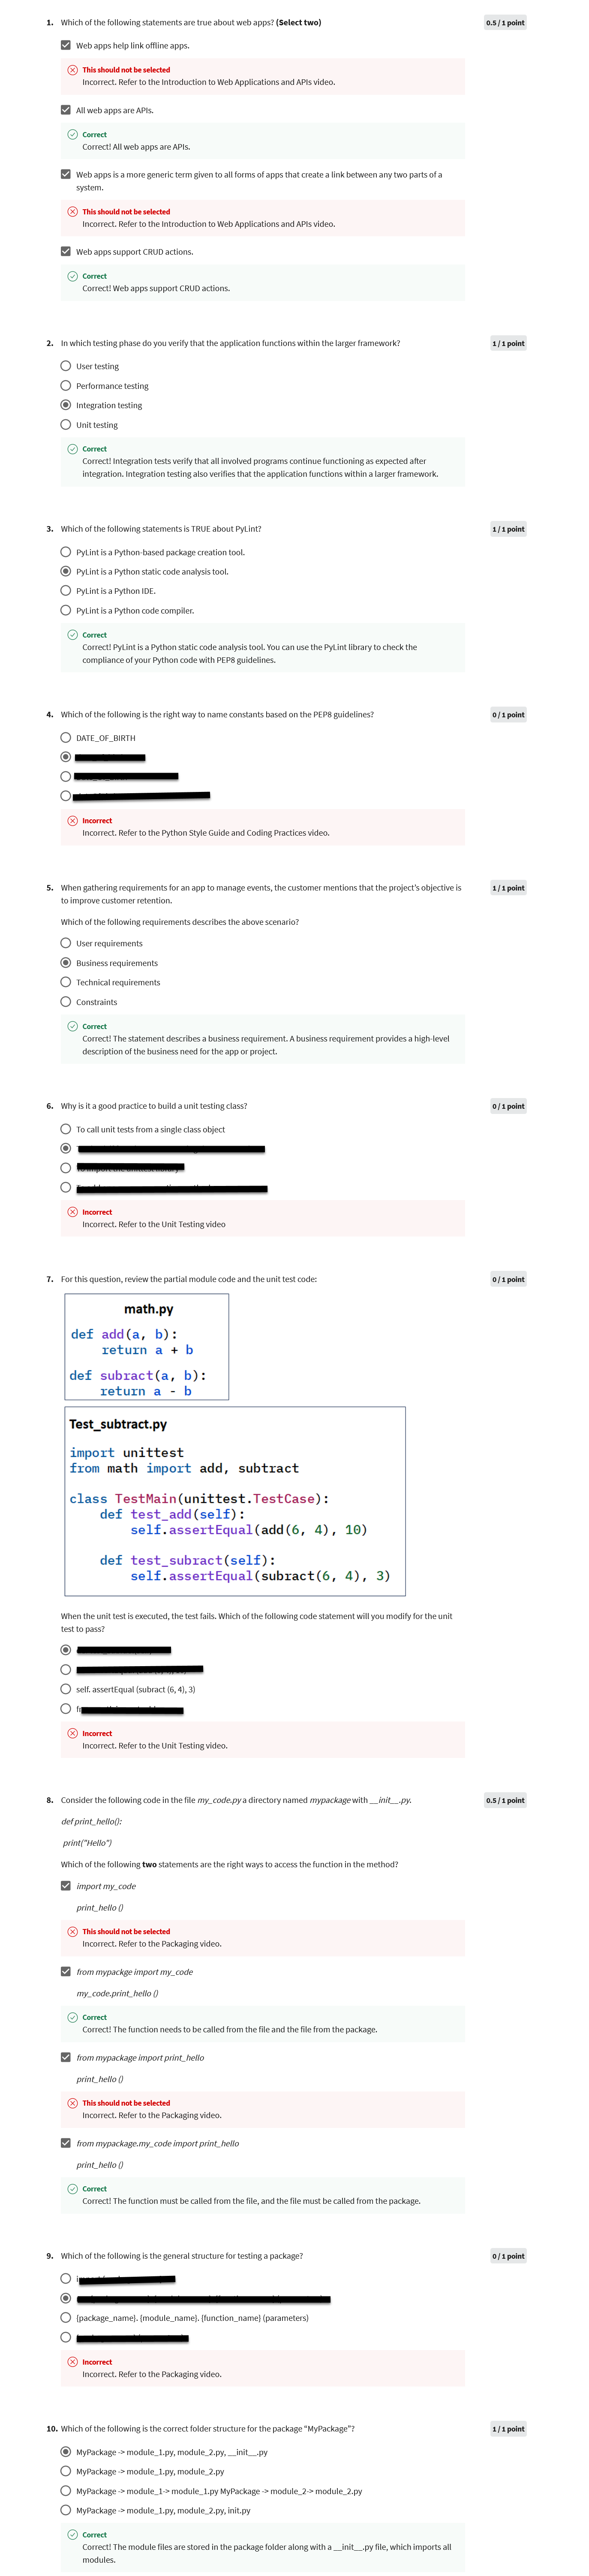 1. Which of the following statements are true about web apps? (Select two)
0.5 / 1 point
Web apps help link offline apps.
This should not be selected
Incorrect. Refer to the Introduction to Web Applications and APIs video.
All web apps are APIs.
Correct
Correct! All web apps are APIs.
Web apps is a more generic term given to all forms of apps that create a link between any two parts of a
system.
This should not be selected
Incorrect. Refer to the Introduction to Web Applications and APIs video.
Web apps support CRUD actions.
Correct
Correct! Web apps support CRUD actions.
2. In which testing phase do you verify that the application functions within the larger framework?
1 / 1 point
User testing
Performance testing
Integration testing
Unit testing
Correct
Correct! Integration tests verify that all involved programs continue functioning as expected after
integration. Integration testing also verifies that the application functions within a larger framework.
3. Which of the following statements is TRUE about PyLint?
1 / 1 point
PyLint is a Python-based package creation tool.
PyLint is a Python static code analysis tool.
PyLint is a Python IDE.
PyLint is a Python code compiler.
Correct
Correct! PyLint is a Python static code analysis tool. You can use the PyLint library to check the
compliance of your Python code with PEP8 guidelines.
4. Which of the following is the right way to name constants based on the PEP8 guidelines?
0 / 1 point
DATE_OF_BIRTH
Incorrect
Incorrect. Refer to the Python Style Guide and Coding Practices video.
5. When gathering requirements for an app to manage events, the customer mentions that the project's objective is
to improve customer retention.
1 / 1 point
Which of the following requirements describes the above scenario?
User requirements
Business requirements
Technical requirements
Constraints
Correct
Correct! The statement describes a business requirement. A business requirement provides a high-level
description of the business need for the app or project.
6. Why is it a good practice to build a unit testing class?
0 / 1 point
To call unit tests from a single class object
Incorrect
Incorrect. Refer to the Unit Testing video
7. For this question, review the partial module code and the unit test code:
0 / 1 point
math.py
def add(a, b):
return a + b
def subract(a, b):
return a - b
Test_subtract.py
import unittest
from math import add, subtract
class TestMain(unittest.TestCase):
def test_add(self):
self.assertEqual(add(6, 4), 10)
def test_subract(self):
self.assertEqual(subract(6, 4), 3)
When the unit test is executed, the test fails. Which of the following code statement will you modify for the unit
test to pass?
self. assertEqual (subract (6, 4), 3)
Incorrect
Incorrect. Refer to the Unit Testing video.
8. Consider the following code in the file my_code.py a directory named mypackage with __init__.py.
0.5 / 1 point
def print_hello():
print("Hello")
Which of the following two statements are the right ways to access the function in the method?
import my_code
print_hello ()
This should not be selected
Incorrect. Refer to the Packaging video.
from mypackge import my_code
my_code.print_hello ()
Correct
Correct! The function needs to be called from the file and the file from the package.
from mypackage import print_hello
print_hello ()
This should not be selected
Incorrect. Refer to the Packaging video.
from mypackage.my_code import print_hello
print_hello ()
Correct
Correct! The function must be called from the file, and the file must be called from the package.
9. Which of the following is the general structure for testing a package?
0 / 1 point
{package_name}. {module_name}. {function_name} (parameters)
Incorrect
Incorrect. Refer to the Packaging video.
10. Which of the following is the correct folder structure for the package "MyPackage"?
1 / 1 point
MyPackage -> module_1.py, module_2.py, __init__.py
MyPackage -> module_1.py, module_2.py
MyPackage -> module_1-> module_1.py MyPackage -> module_2-> module_2.py
MyPackage -> module_1.py, module_2.py, init.py
Correct
Correct! The module files are stored in the package folder along with a __init__.py file, which imports all
modules.